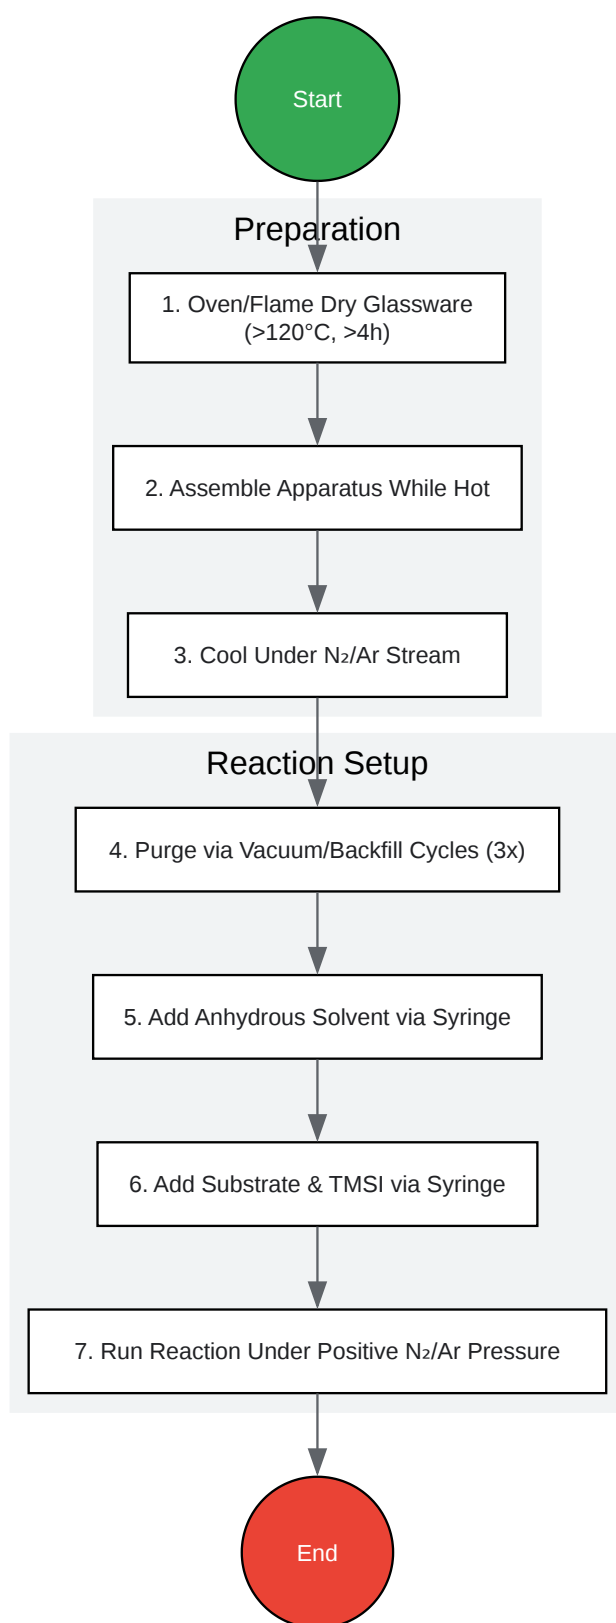 Start
Preparation
1. Oven/Flame Dry Glassware
(>120°C, >4h)
2. Assemble Apparatus While Hot
3. Cool Under N₂/Ar Stream
Reaction Setup
4. Purge via Vacuum/Backfill Cycles (3x)
5. Add Anhydrous Solvent via Syringe
6. Add Substrate & TMSI via Syringe
7. Run Reaction Under Positive N₂/Ar Pressure
End